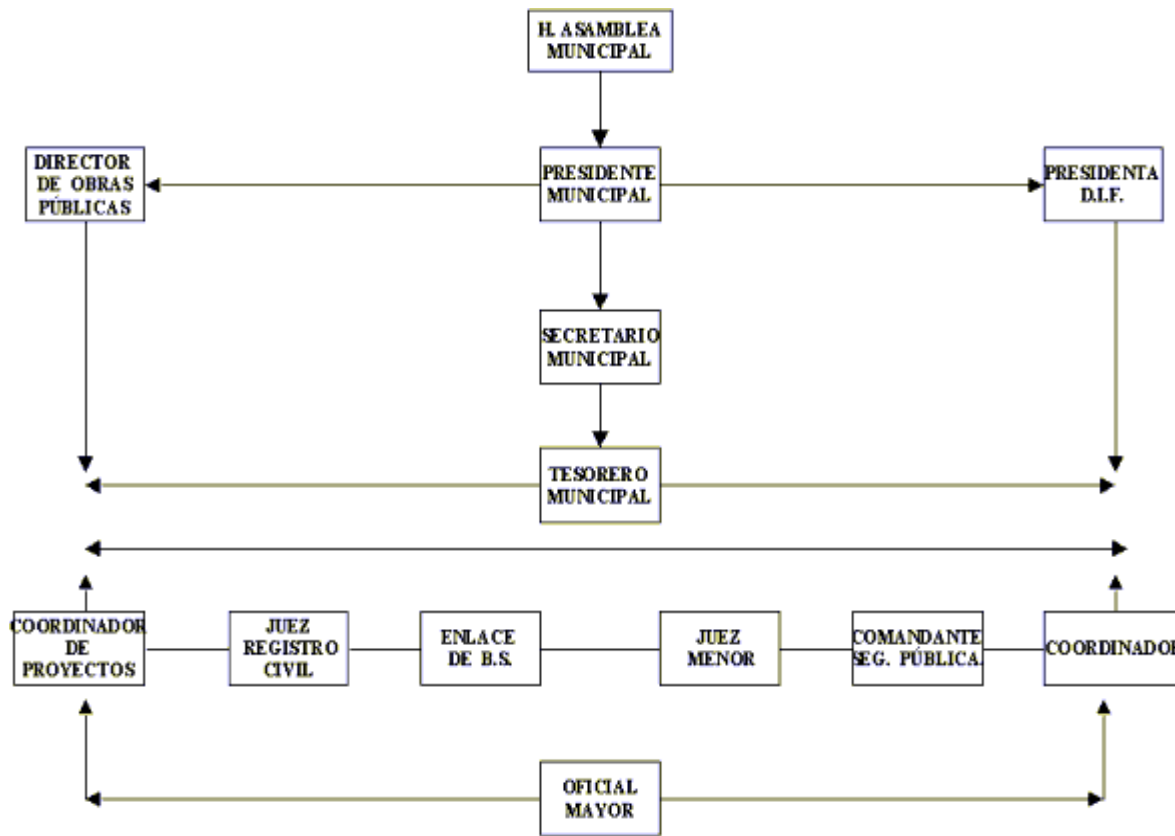 H. ASAMBLEA
MUNICIPAL
DIRECTOR
DE OBRAS
PÚBLICAS
PRESIDENTE
MUNICIPAL
PRESIDENTA
D.I.F.
SECRETARIO
MUNICIPAL
TESORERO
MUNICIPAL
COORDINADOR
DE
PROYECTOS
JUEZ
REGISTRO
CIVIL
ENLACE
DE B.S.
JUEZ
MENOR
COMANDANTE
SEG. PÚBLICA.
COORDINADOR
OFICIAL
MAYOR